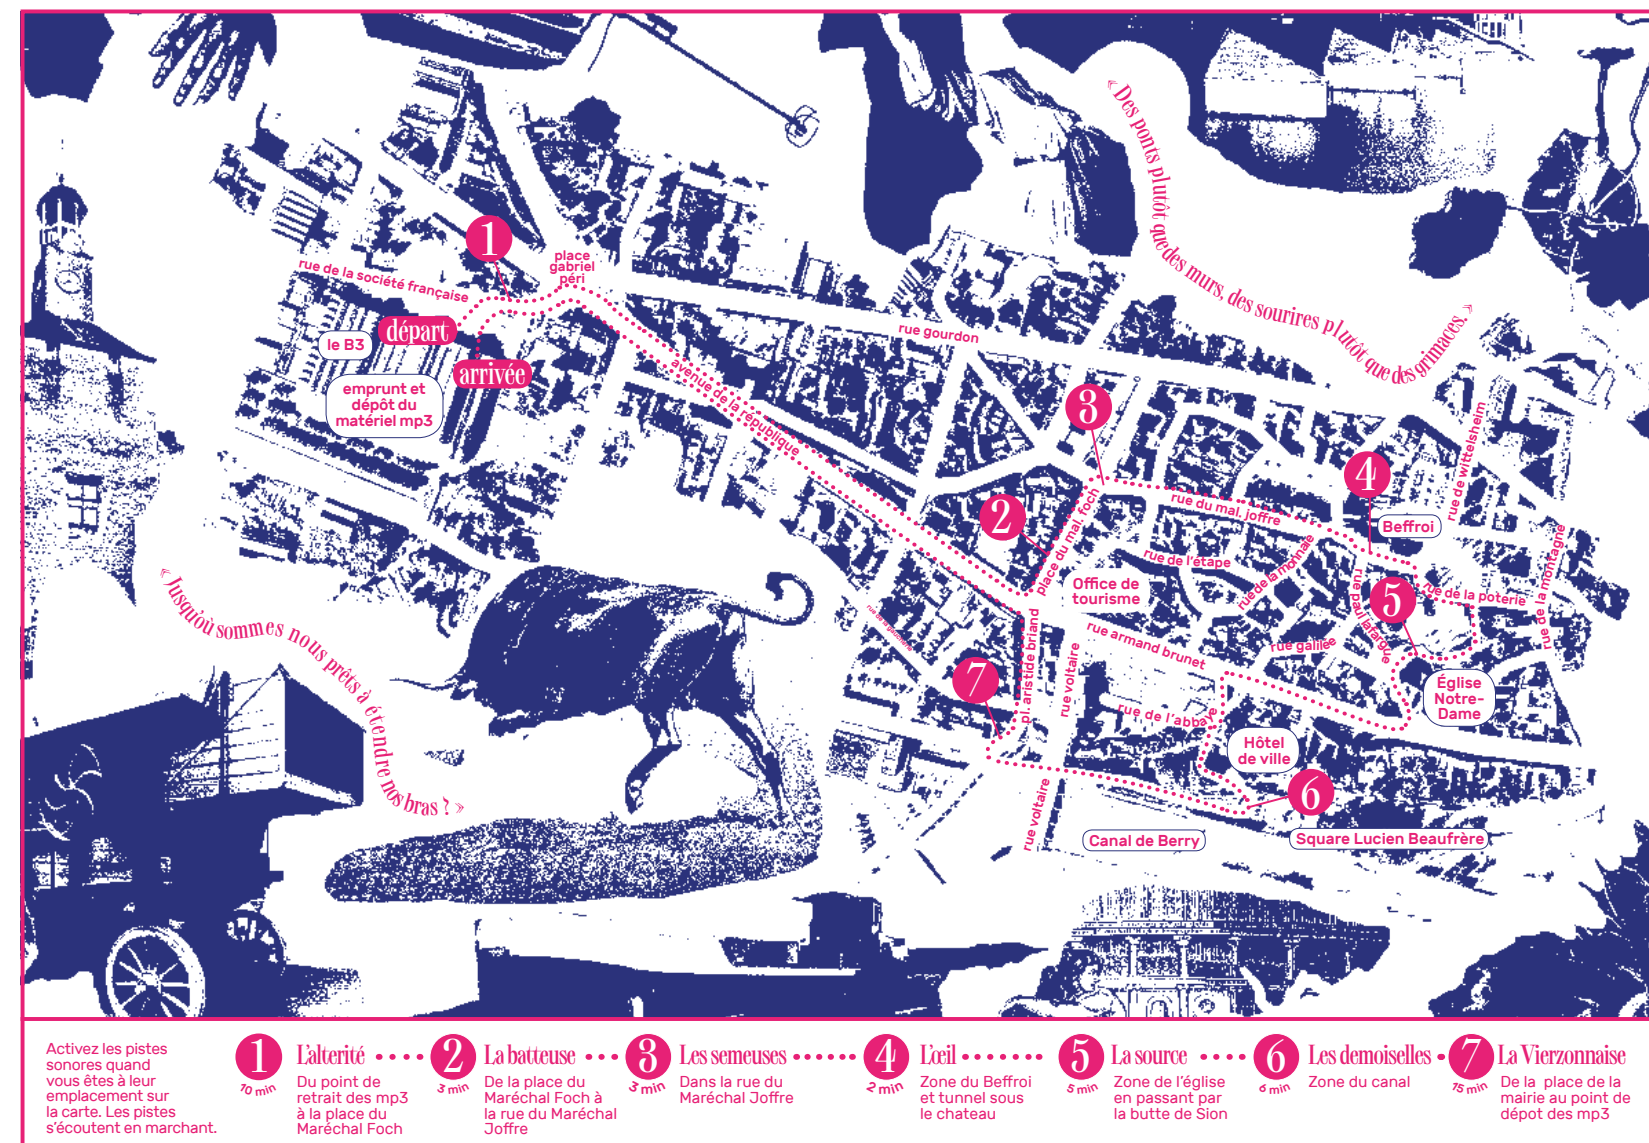 « Des ponts plutôt que des murs, des sourires plutôt que des grimaces. »
1
place
gabriel
péri
rue de la société française
départ
le B3
arrivée
emprunt et
dépôt du
matériel mp3
rue gourdon
avenue de la république
3
rue de wittelsheim
4
2
place du mal. foch
rue du mal. joffre
Beffroi
rue de l'étape
rue de la monnaie
rue de la montagne
Office de
tourisme
rue paul lafargue
5
rue de la poterie
« Jusqu'où sommes nous prêts à étendre nos bras ? »
pl. aristide briand
rue voltaire
rue armand brunet
rue galilée
7
Église
Notre-
Dame
rue de l'abbaye
Hôtel
de ville
6
rue voltaire
Canal de Berry
Square Lucien Beaufrère
Activez les pistes
sonores quand
vous êtes à leur
emplacement sur
la carte. Les pistes
s'écoutent en marchant.
1
10 min
L'alterité
Du point de
retrait des mp3
à la place du
Maréchal Foch
2
3 min
La batteuse
De la place du
Maréchal Foch à
la rue du Maréchal
Joffre
3
3 min
Les semeuses
Dans la rue du
Maréchal Joffre
4
2 min
L'œil
Zone du Beffroi
et tunnel sous
le chateau
5
5 min
La source
Zone de l'église
en passant par
la butte de Sion
6
6 min
Les demoiselles
Zone du canal
7
15 min
La Vierzonnaise
De la place de la
mairie au point de
dépôt des mp3